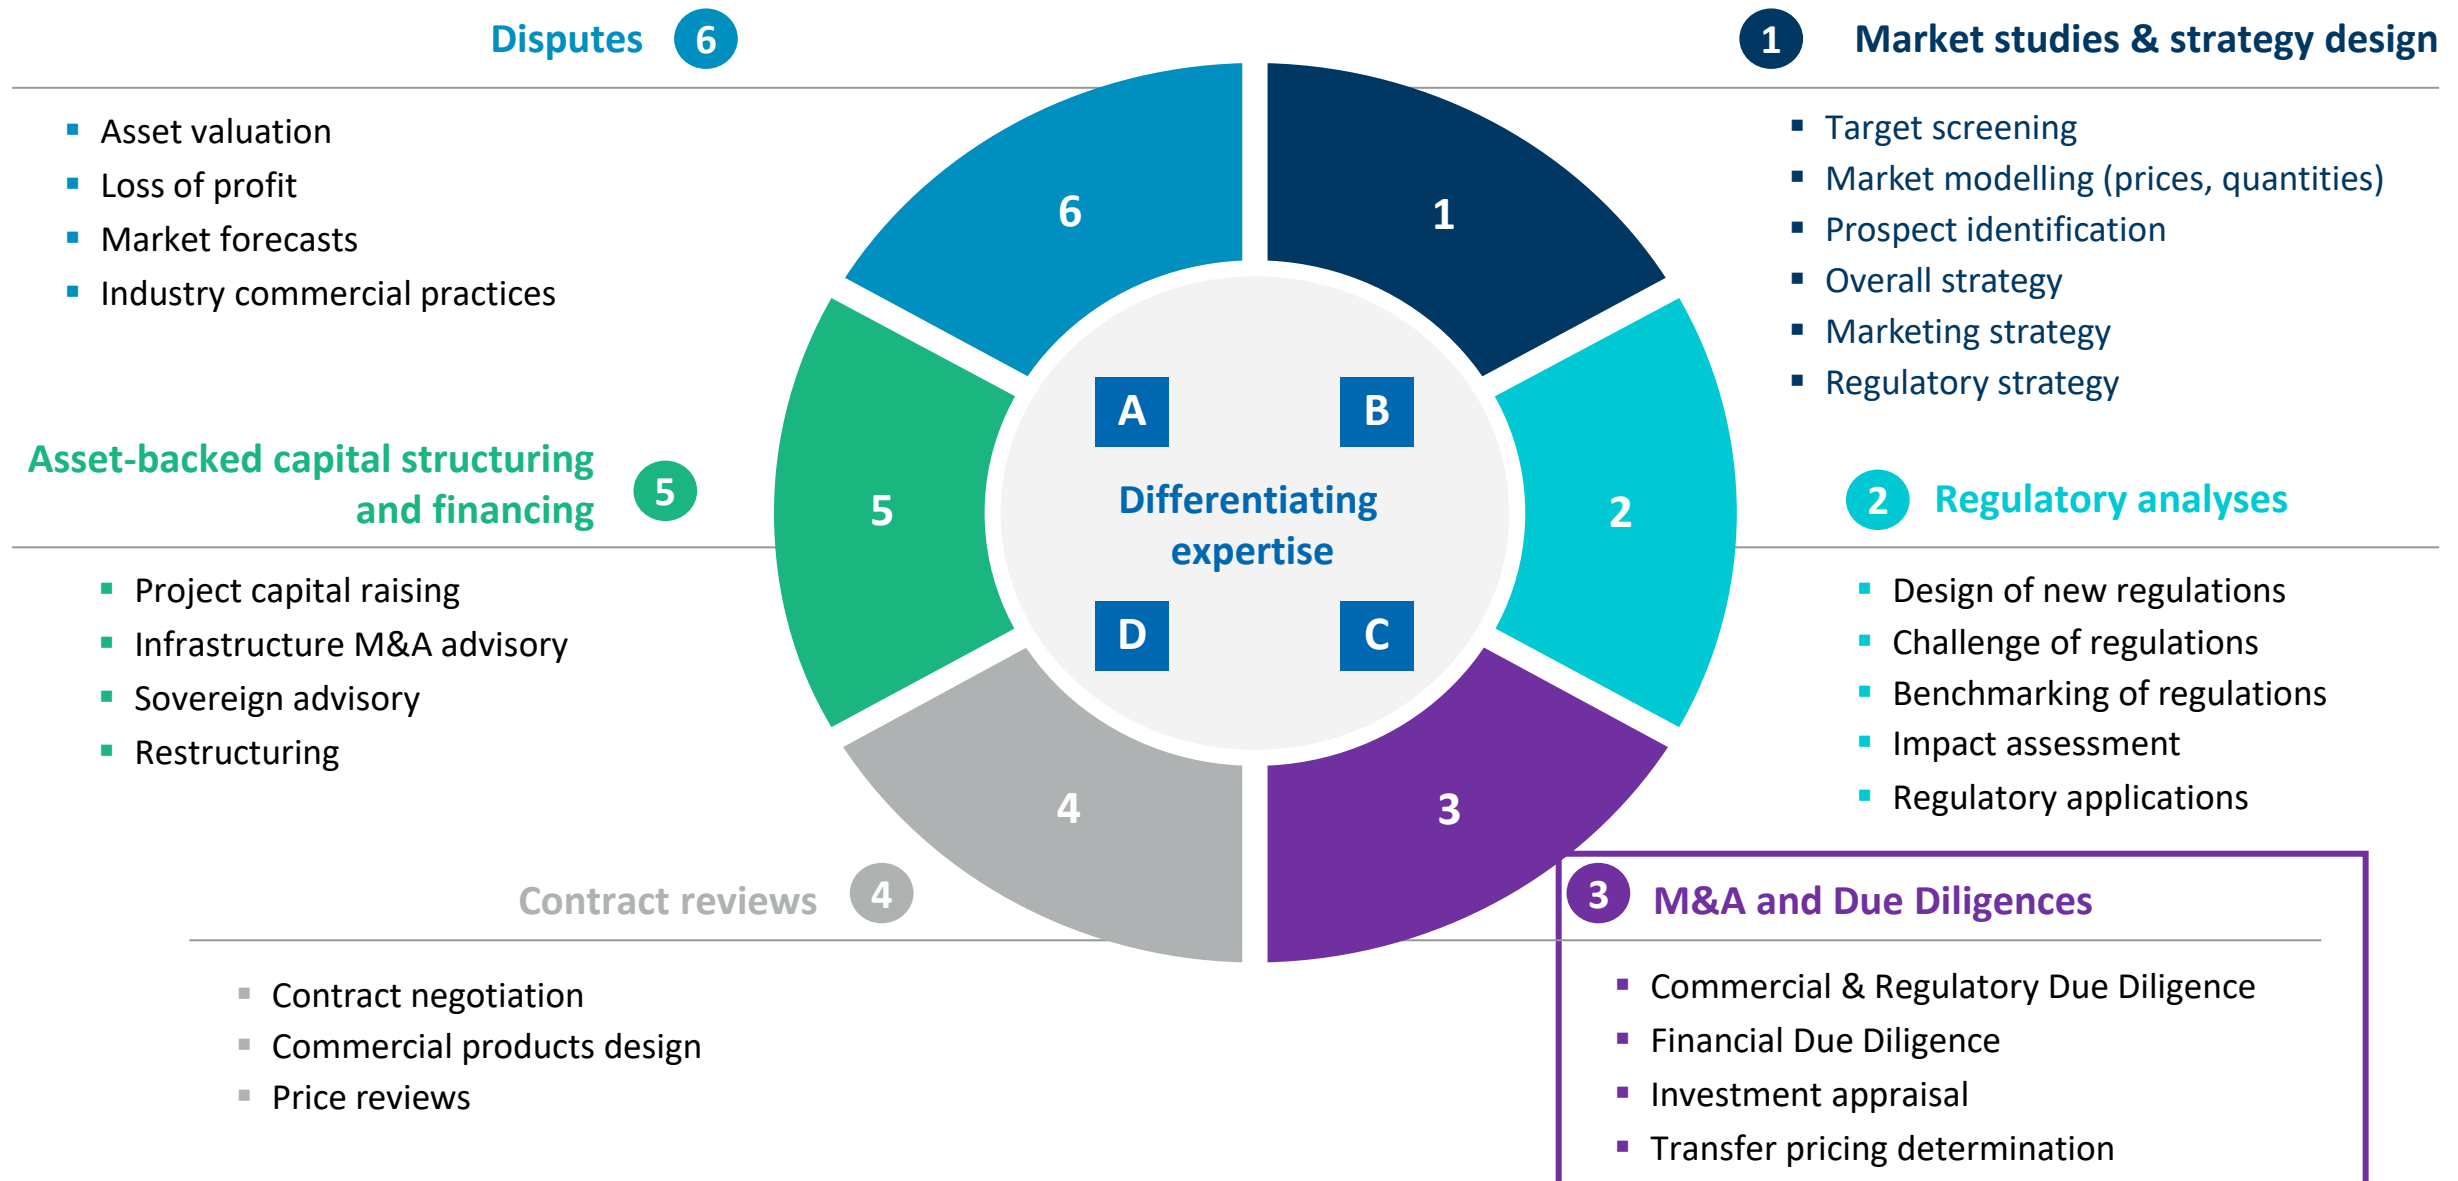 Disputes 6
Asset valuation
Loss of profit
Market forecasts
Industry commercial practices
1 Market studies & strategy design
Target screening
Market modelling (prices, quantities)
Prospect identification
Overall strategy
Marketing strategy
Regulatory strategy
6
1
5
2
4
3
A
B
Differentiating
expertise
D
C
Asset-backed capital structuring
and financing
5
Project capital raising
Infrastructure M&A advisory
Sovereign advisory
Restructuring
2 Regulatory analyses
Design of new regulations
Challenge of regulations
Benchmarking of regulations
Impact assessment
Regulatory applications
Contract reviews 4
Contract negotiation
Commercial products design
Price reviews
3 M&A and Due Diligences
Commercial & Regulatory Due Diligence
Financial Due Diligence
Investment appraisal
Transfer pricing determination